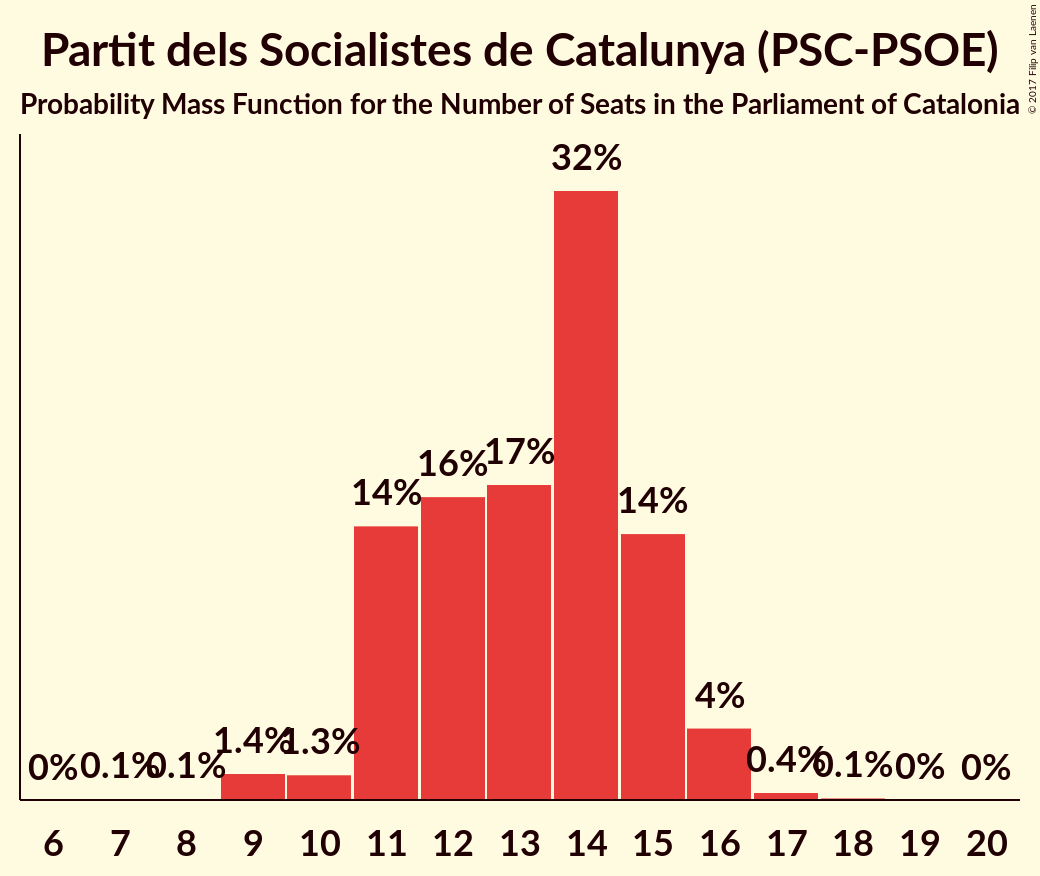 Partit dels Socialistes de Catalunya (PSC-PSOE)
Probability Mass Function for the Number of Seats in the Parliament of Catalonia
© 2017 Filip van Laenen
0% 0.1% 0.1% 1.4% 1.3% 14% 16% 17% 32% 14% 4% 0.4% 0.1% 0% 0%
6 7 8 9 10 11 12 13 14 15 16 17 18 19 20